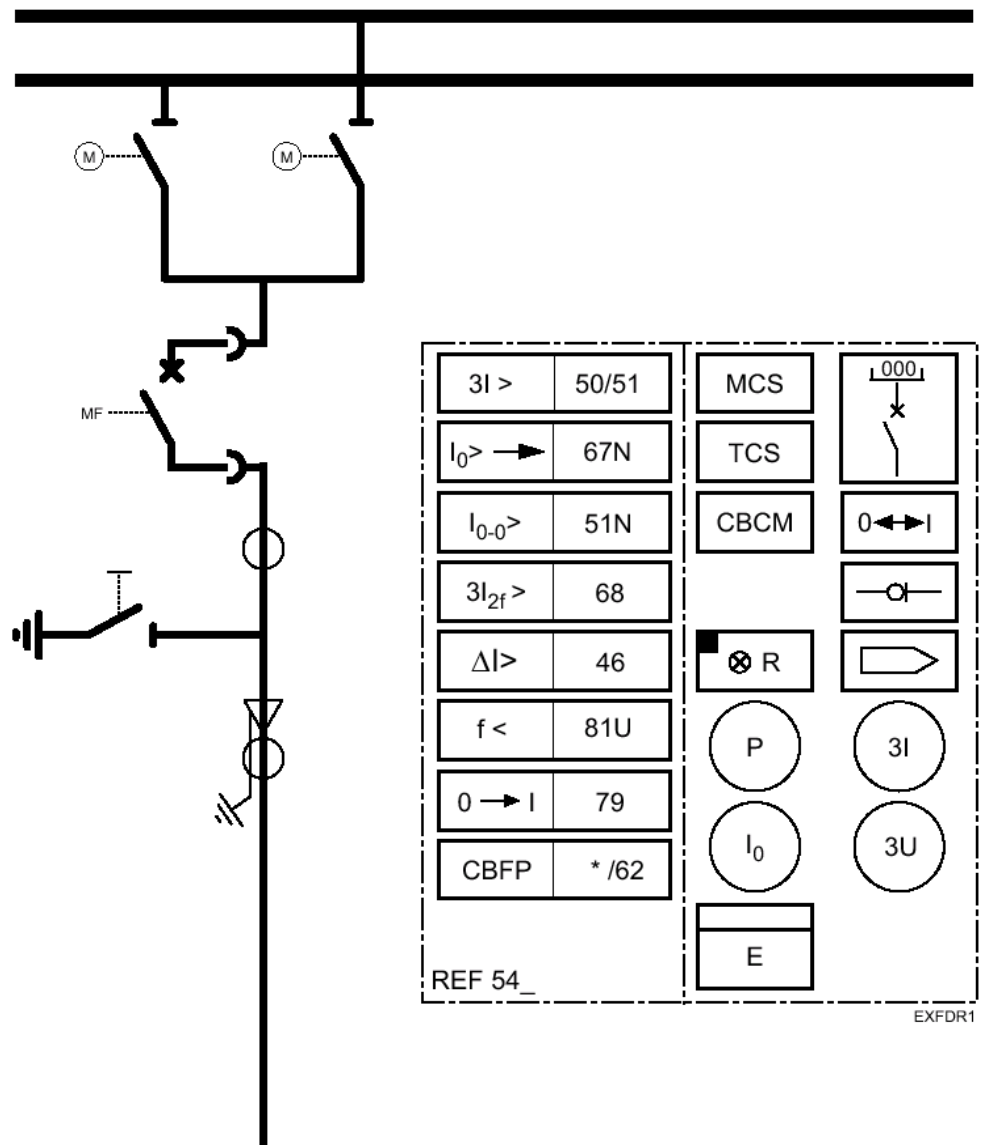 M
M
MF
3I > 50/51
I₀> 67N
I₀₋₀> 51N
3I₂f > 68
ΔI> 46
f < 81U
0 → I 79
CBFP * /62
REF 54_
MCS
TCS
CBCM
000
0↔I
R
P
3I
I₀
3U
E
EXFDR1